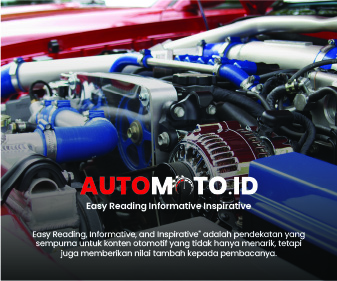 AUTOMOTO.ID
Easy Reading Informative Inspirative
Easy Reading, Informative, and Inspirative" adalah pendekatan yang
sempurna untuk konten otomotif yang tidak hanya menarik, tetapi
juga memberikan nilai tambah kepada pembacanya.